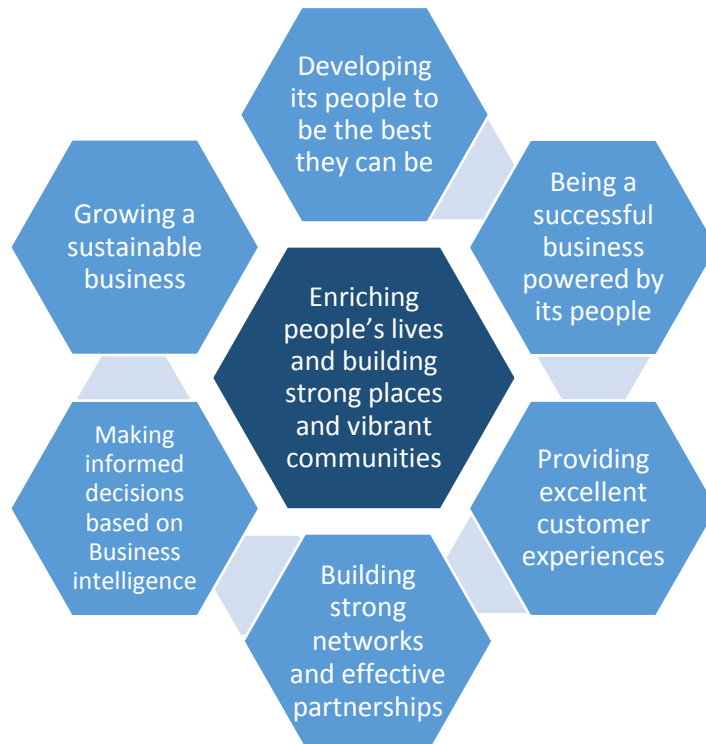 Developing
its people to
be the best
they can be
Being a
successful
business
powered by
its people
Providing
excellent
customer
experiences
Building
strong
networks
and effective
partnerships
Making
informed
decisions
based on
Business
intelligence
Growing a
sustainable
business
Enriching
people’s lives
and building
strong places
and vibrant
communities